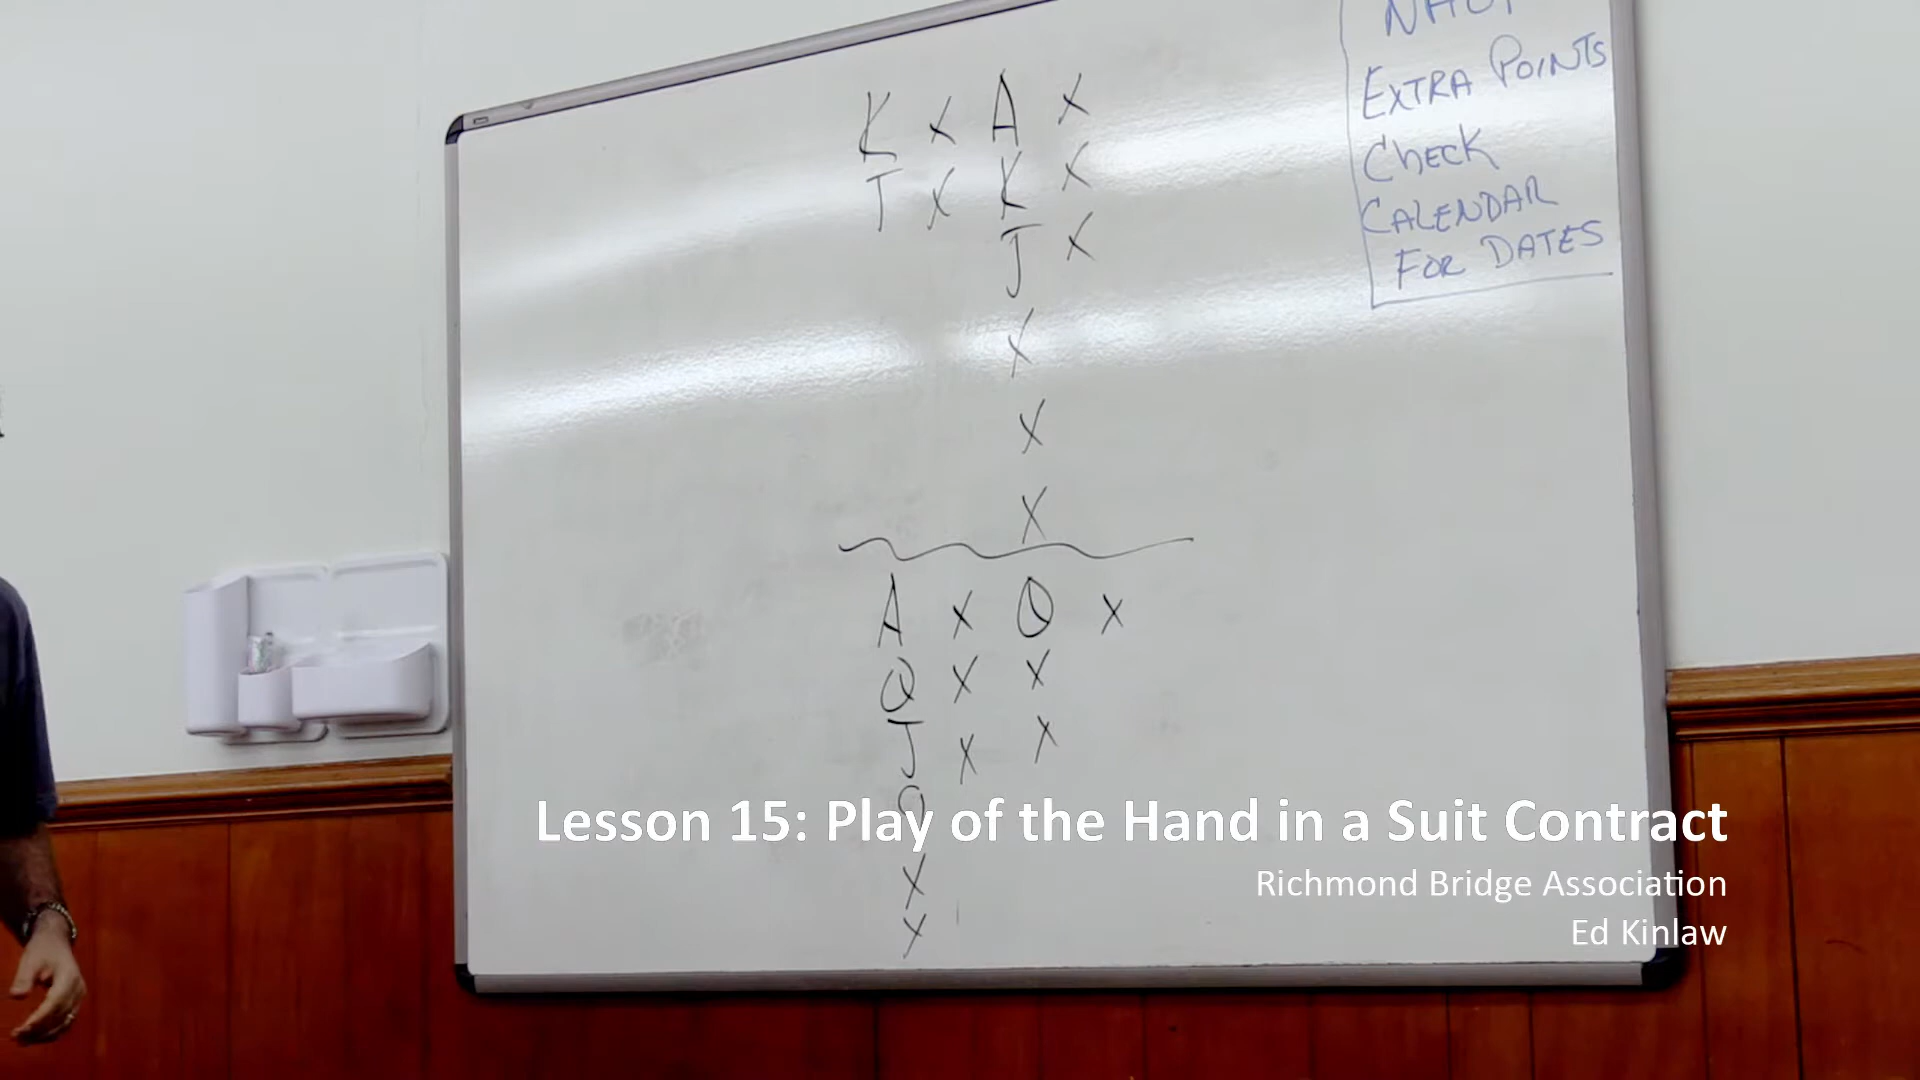 K X A X
T X K X
J X
X
X
X
A X Q X
Q X X
J X X
X
X
EXTRA POINTS
CHECK
CALENDAR
FOR DATES
Lesson 15: Play of the Hand in a Suit Contract
Richmond Bridge Association
Ed Kinlaw